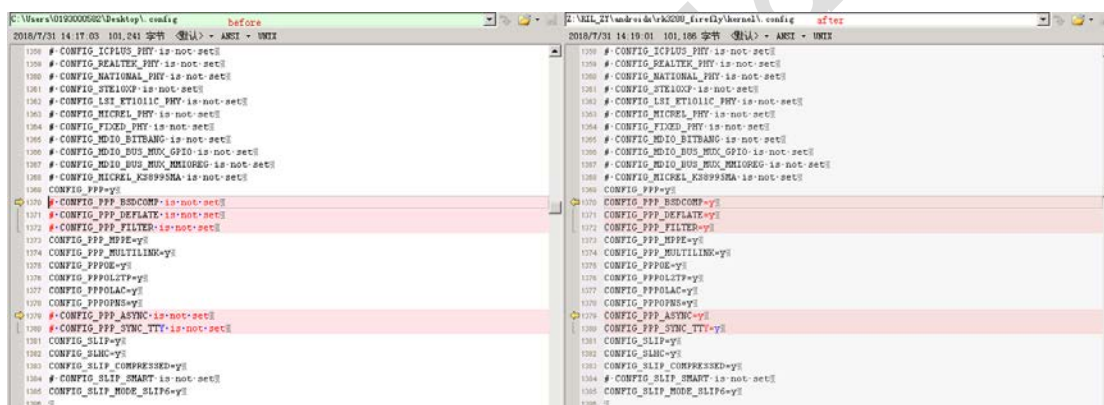 C:\Users\0193000582\Desktop\.config before
2018/7/31 14:17:03 101,241 字节 <默认> ANSI UNIX
1358 # CONFIG_ICPLUS_PHY is not set
1359 # CONFIG_REALTEK_PHY is not set
1360 # CONFIG_NATIONAL_PHY is not set
1361 # CONFIG_STE10XP is not set
1362 # CONFIG_LSI_ET1011C_PHY is not set
1363 # CONFIG_MICREL_PHY is not set
1364 # CONFIG_FIXED_PHY is not set
1365 # CONFIG_MDIO_BITBANG is not set
1366 # CONFIG_MDIO_BUS_MUX_GPIO is not set
1367 # CONFIG_MDIO_BUS_MUX_MMIOREG is not set
1368 # CONFIG_MICREL_KS8995MA is not set
1369 CONFIG_PPP=y
1370 # CONFIG_PPP_BSDCOMP is not set
1371 # CONFIG_PPP_DEFLATE is not set
1372 # CONFIG_PPP_FILTER is not set
1373 CONFIG_PPP_MPPE=y
1374 CONFIG_PPP_MULTILINK=y
1375 CONFIG_PPPOE=y
1376 CONFIG_PPPOL2TP=y
1377 CONFIG_PPPOLAC=y
1378 CONFIG_PPPOPNS=y
1379 # CONFIG_PPP_ASYNC is not set
1380 # CONFIG_PPP_SYNC_TTY is not set
1381 CONFIG_SLIP=y
1382 CONFIG_SLHC=y
1383 CONFIG_SLIP_COMPRESSED=y
1384 # CONFIG_SLIP_SMART is not set
1385 CONFIG_SLIP_MODE_SLIP6=y
1386
Z:\RIL_ZY\androids\rk3288_firefly\kernel\.config after
2018/7/31 14:19:01 101,186 字节 <默认> ANSI UNIX
1358 # CONFIG_ICPLUS_PHY is not set
1359 # CONFIG_REALTEK_PHY is not set
1360 # CONFIG_NATIONAL_PHY is not set
1361 # CONFIG_STE10XP is not set
1362 # CONFIG_LSI_ET1011C_PHY is not set
1363 # CONFIG_MICREL_PHY is not set
1364 # CONFIG_FIXED_PHY is not set
1365 # CONFIG_MDIO_BITBANG is not set
1366 # CONFIG_MDIO_BUS_MUX_GPIO is not set
1367 # CONFIG_MDIO_BUS_MUX_MMIOREG is not set
1368 # CONFIG_MICREL_KS8995MA is not set
1369 CONFIG_PPP=y
1370 CONFIG_PPP_BSDCOMP=y
1371 CONFIG_PPP_DEFLATE=y
1372 CONFIG_PPP_FILTER=y
1373 CONFIG_PPP_MPPE=y
1374 CONFIG_PPP_MULTILINK=y
1375 CONFIG_PPPOE=y
1376 CONFIG_PPPOL2TP=y
1377 CONFIG_PPPOLAC=y
1378 CONFIG_PPPOPNS=y
1379 CONFIG_PPP_ASYNC=y
1380 CONFIG_PPP_SYNC_TTY=y
1381 CONFIG_SLIP=y
1382 CONFIG_SLHC=y
1383 CONFIG_SLIP_COMPRESSED=y
1384 # CONFIG_SLIP_SMART is not set
1385 CONFIG_SLIP_MODE_SLIP6=y
1386